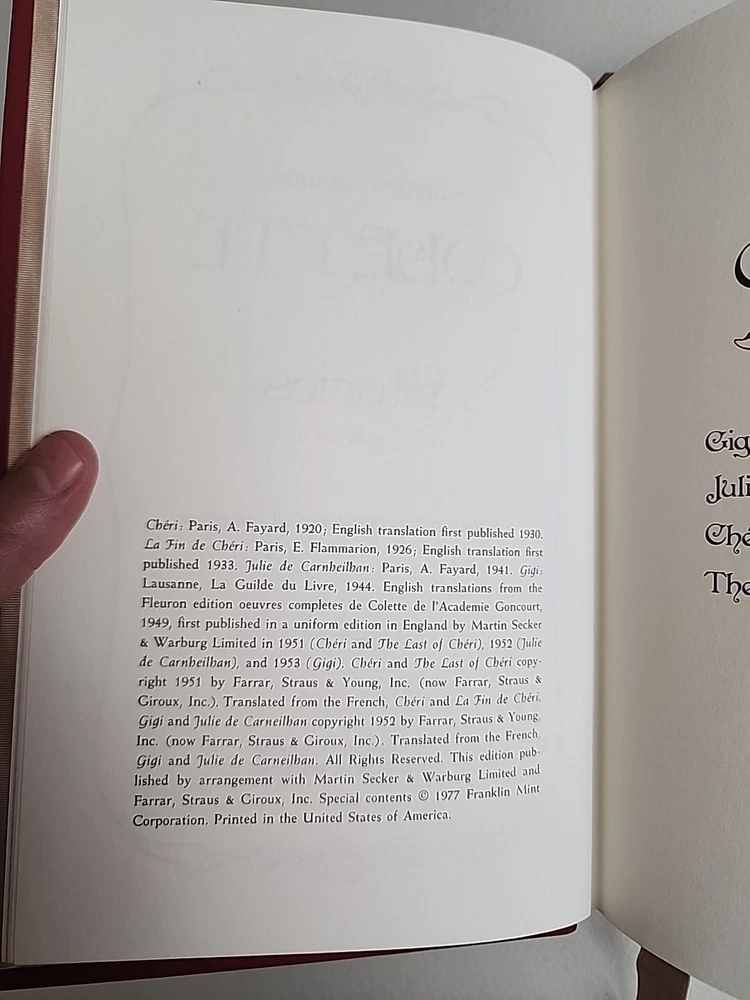 COLETTE
Stories
Chéri: Paris, A. Fayard, 1920; English translation first published 1930.
La Fin de Chéri: Paris, E. Flammarion, 1926; English translation first
published 1933. Julie de Carnheilhan: Paris, A. Fayard, 1941. Gigi:
Lausanne, La Guilde du Livre, 1944. English translations from the
Fleuron edition oeuvres completes de Colette de l'Academie Goncourt,
1949, first published in a uniform edition in England by Martin Secker
& Warburg Limited in 1951 (Chéri and The Last of Chéri), 1952 (Julie
de Carnheilhan), and 1953 (Gigi). Chéri and The Last of Chéri copy-
right 1951 by Farrar, Straus & Young, Inc. (now Farrar, Straus &
Giroux, Inc.). Translated from the French, Chéri and La Fin de Chéri.
Gigi and Julie de Carneilhan copyright 1952 by Farrar, Straus & Young,
Inc. (now Farrar, Straus & Giroux, Inc.). Translated from the French,
Gigi and Julie de Carneilhan. All Rights Reserved. This edition pub-
lished by arrangement with Martin Secker & Warburg Limited and
Farrar, Straus & Giroux, Inc. Special contents © 1977 Franklin Mint
Corporation. Printed in the United States of America.
Gig
Juli
Ché
The